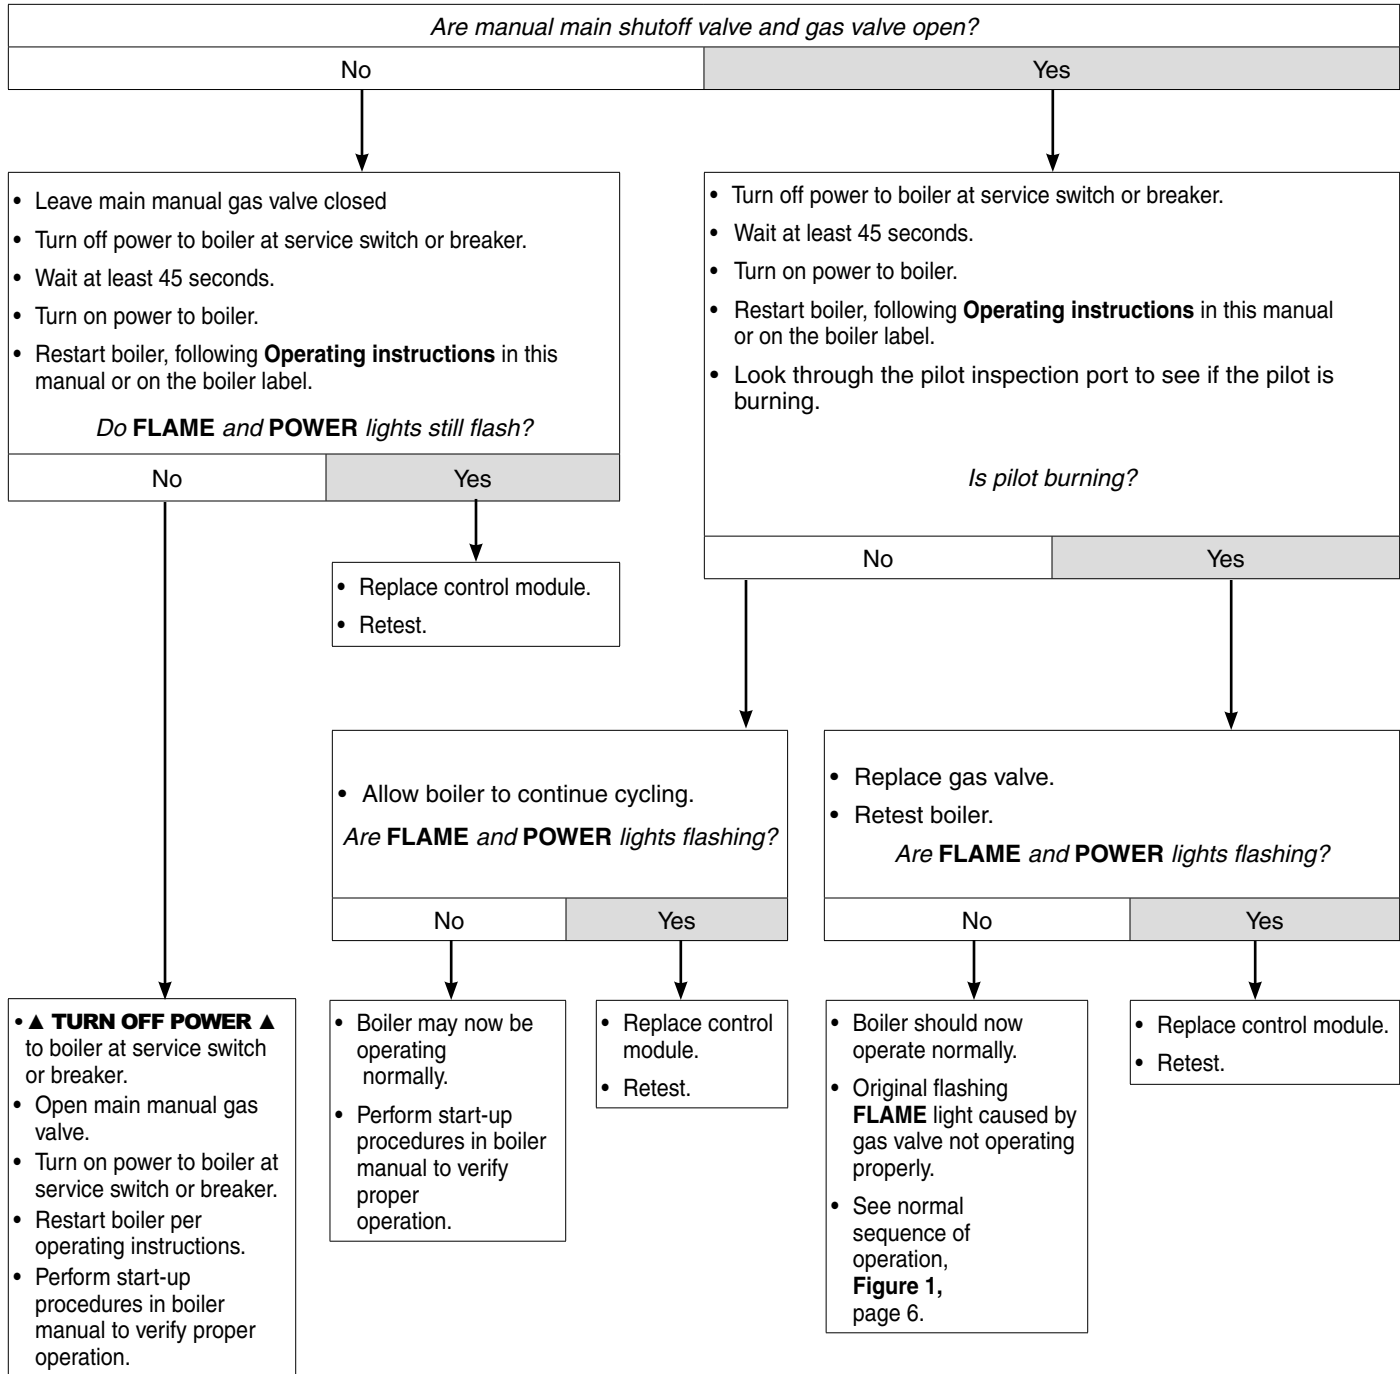 Are manual main shutoff valve and gas valve open?
No
Yes
• Leave main manual gas valve closed
• Turn off power to boiler at service switch or breaker.
• Wait at least 45 seconds.
• Turn on power to boiler.
• Restart boiler, following Operating instructions in this
manual or on the boiler label.
Do FLAME and POWER lights still flash?
No
Yes
• Turn off power to boiler at service switch or breaker.
• Wait at least 45 seconds.
• Turn on power to boiler.
• Restart boiler, following Operating instructions in this manual
or on the boiler label.
• Look through the pilot inspection port to see if the pilot is
burning.
Is pilot burning?
No
Yes
• Replace control module.
• Retest.
• Allow boiler to continue cycling.
Are FLAME and POWER lights flashing?
No
Yes
• Replace gas valve.
• Retest boiler.
Are FLAME and POWER lights flashing?
No
Yes
• ▲ TURN OFF POWER ▲
to boiler at service switch
or breaker.
• Open main manual gas
valve.
• Turn on power to boiler at
service switch or breaker.
• Restart boiler per
operating instructions.
• Perform start-up
procedures in boiler
manual to verify proper
operation.
• Boiler may now be
operating
normally.
• Perform start-up
procedures in boiler
manual to verify
proper
operation.
• Replace control
module.
• Retest.
• Boiler should now
operate normally.
• Original flashing
FLAME light caused by
gas valve not operating
properly.
• See normal
sequence of
operation,
Figure 1,
page 6.
• Replace control module.
• Retest.